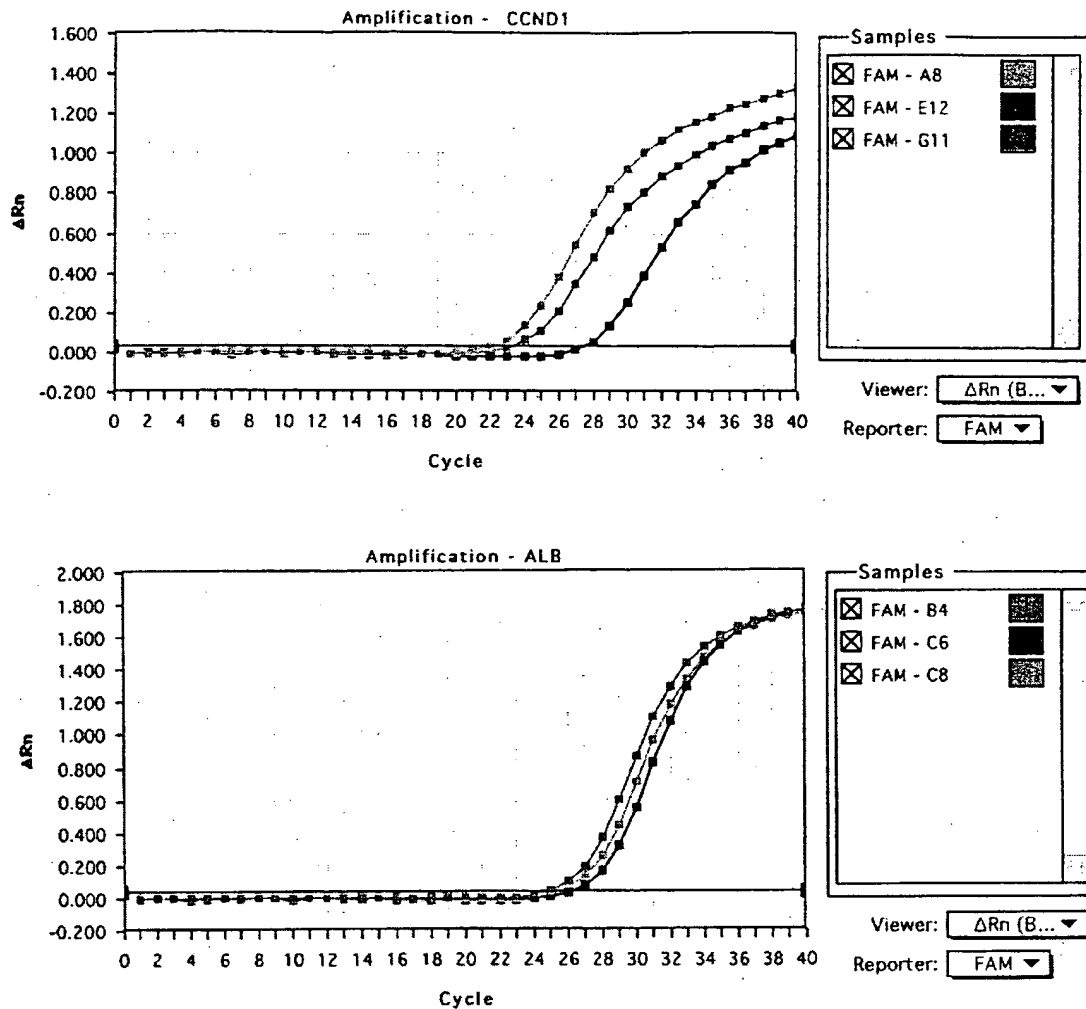 Amplification - CCND1
1.600
1.400
1.200
1.000
0.800
0.600
0.400
0.200
0.000
-0.200
ΔRn
0 2 4 6 8 10 12 14 16 18 20 22 24 26 28 30 32 34 36 38 40
Cycle
Samples
FAM - A8
FAM - E12
FAM - G11
Viewer: ΔRn (B... ▼
Reporter: FAM ▼
Amplification - ALB
2.000
1.800
1.600
1.400
1.200
1.000
0.800
0.600
0.400
0.200
0.000
-0.200
ΔRn
0 2 4 6 8 10 12 14 16 18 20 22 24 26 28 30 32 34 36 38 40
Cycle
Samples
FAM - B4
FAM - C6
FAM - C8
Viewer: ΔRn (B... ▼
Reporter: FAM ▼